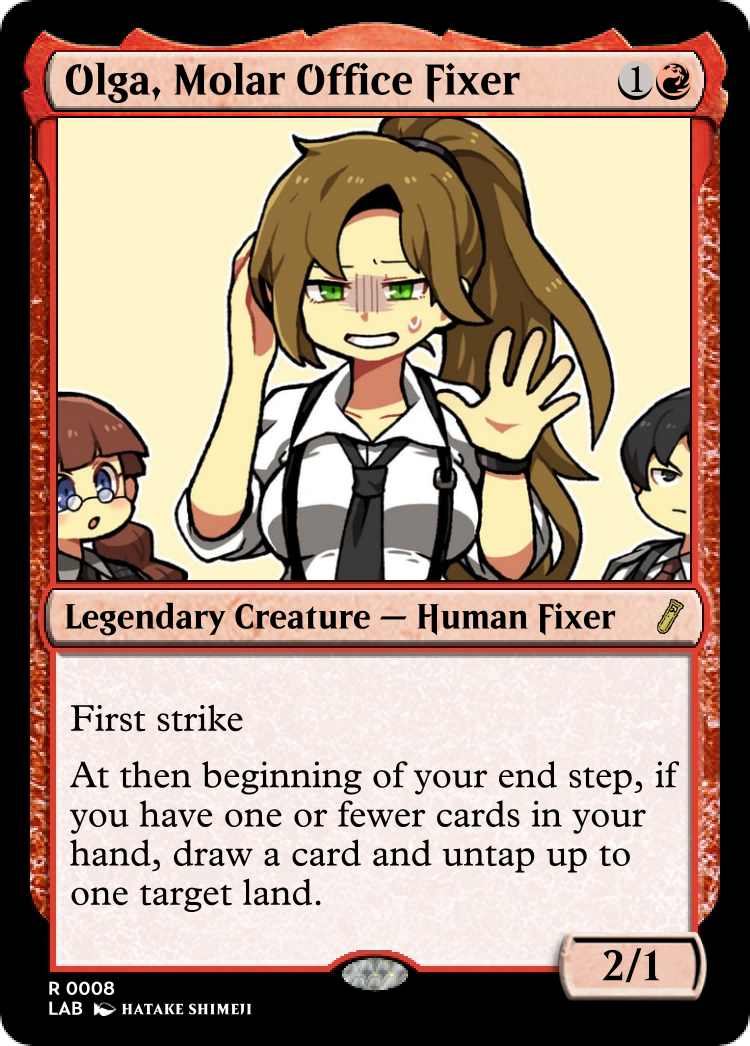 Olga, Molar Office Fixer 1
Legendary Creature — Human Fixer
First strike
At then beginning of your end step, if
you have one or fewer cards in your
hand, draw a card and untap up to
one target land.
2/1
R 0008
LAB HATAKE SHIMEJI